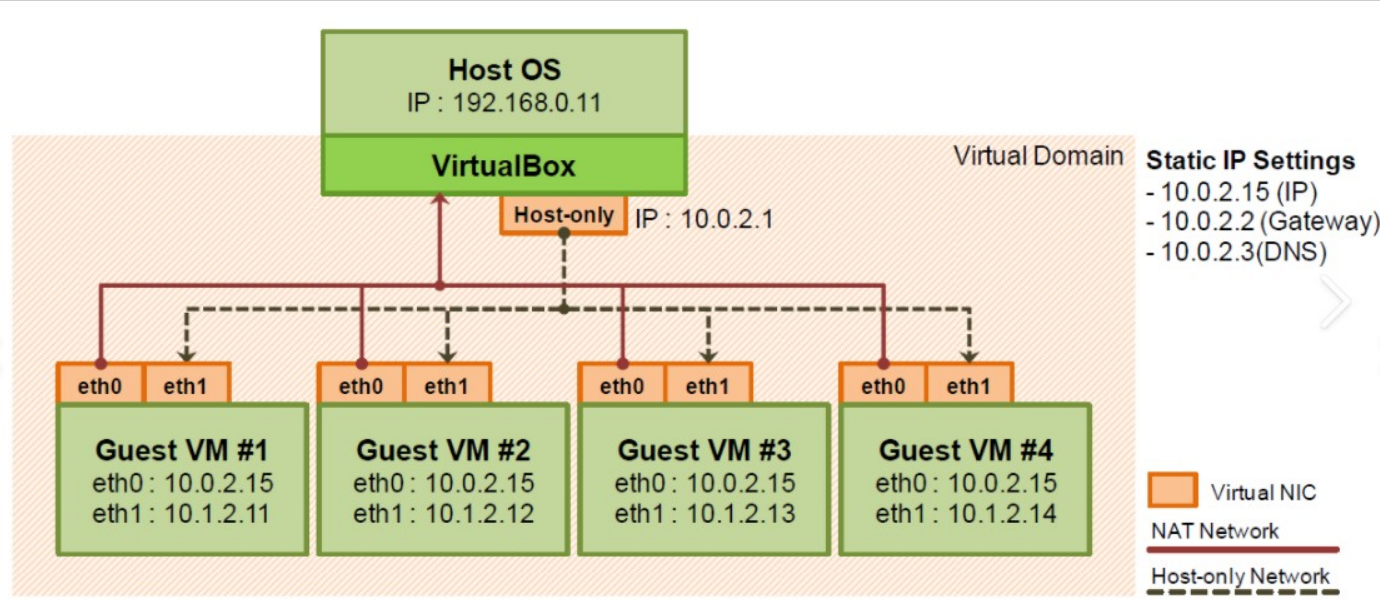 Host OS
IP : 192.168.0.11
VirtualBox
Virtual Domain
Host-only
IP : 10.0.2.1
Static IP Settings
- 10.0.2.15 (IP)
- 10.0.2.2 (Gateway)
- 10.0.2.3(DNS)
eth0
eth1
eth0
eth1
eth0
eth1
eth0
eth1
Guest VM #1
eth0 : 10.0.2.15
eth1 : 10.1.2.11
Guest VM #2
eth0 : 10.0.2.15
eth1 : 10.1.2.12
Guest VM #3
eth0 : 10.0.2.15
eth1 : 10.1.2.13
Guest VM #4
eth0 : 10.0.2.15
eth1 : 10.1.2.14
Virtual NIC
NAT Network
Host-only Network